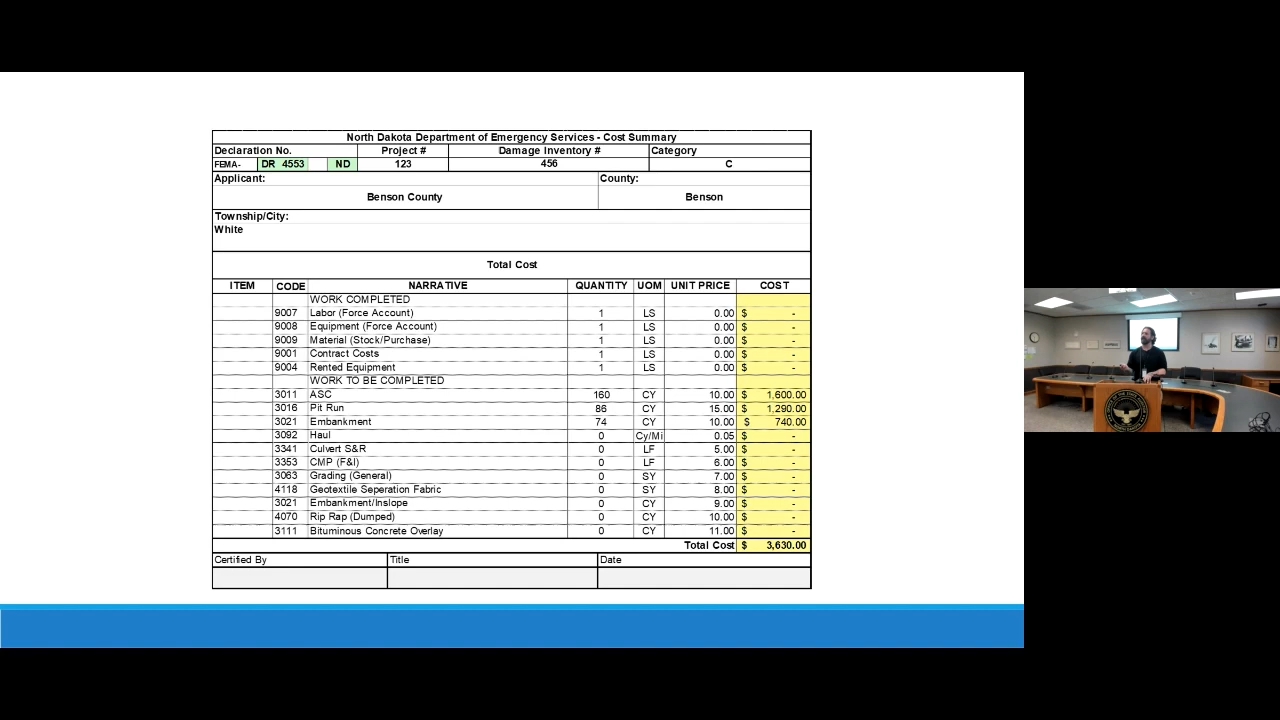 North Dakota Department of Emergency Services - Cost Summary
Declaration No. Project # Damage Inventory # Category
FEMA- DR 4553 ND 123 456 C
Applicant: County:
Benson County Benson
Township/City:
White
Total Cost
ITEM CODE NARRATIVE QUANTITY UOM UNIT PRICE COST
WORK COMPLETED
9007 Labor (Force Account) 1 LS 0.00 $ -
9008 Equipment (Force Account) 1 LS 0.00 $ -
9009 Material (Stock/Purchase) 1 LS 0.00 $ -
9001 Contract Costs 1 LS 0.00 $ -
9004 Rented Equipment 1 LS 0.00 $ -
WORK TO BE COMPLETED
3011 ASC 160 CY 10.00 $ 1,600.00
3016 Pit Run 86 CY 15.00 $ 1,290.00
3021 Embankment 74 CY 10.00 $ 740.00
3092 Haul 0 Cy/Mi 0.05 $ -
3341 Culvert S&R 0 LF 5.00 $ -
3353 CMP (F&I) 0 LF 6.00 $ -
3063 Grading (General) 0 SY 7.00 $ -
4118 Geotextile Seperation Fabric 0 SY 8.00 $ -
3021 Embankment/Inslope 0 CY 9.00 $ -
4070 Rip Rap (Dumped) 0 CY 10.00 $ -
3111 Bituminous Concrete Overlay 0 CY 11.00 $ -
Total Cost $ 3,630.00
Certified By Title Date